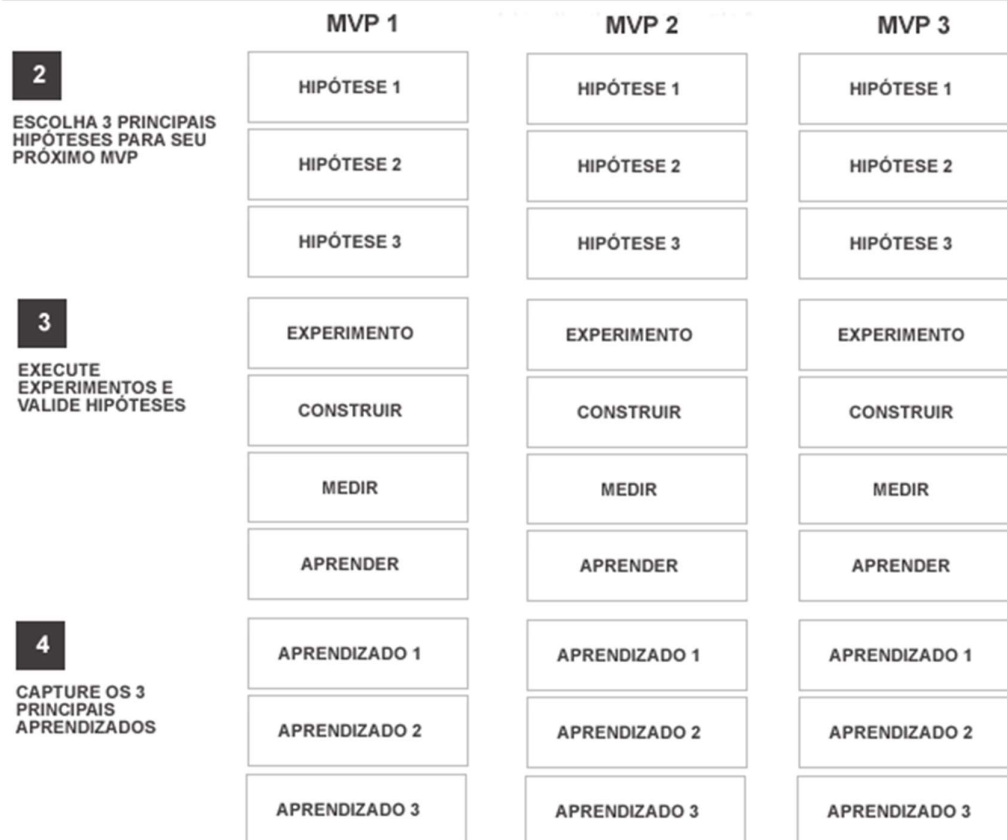 MVP 1 MVP 2 MVP 3
2
ESCOLHA 3 PRINCIPAIS
HIPÓTESES PARA SEU
PRÓXIMO MVP
HIPÓTESE 1 HIPÓTESE 1 HIPÓTESE 1
HIPÓTESE 2 HIPÓTESE 2 HIPÓTESE 2
HIPÓTESE 3 HIPÓTESE 3 HIPÓTESE 3
3
EXECUTE
EXPERIMENTOS E
VALIDE HIPÓTESES
EXPERIMENTO EXPERIMENTO EXPERIMENTO
CONSTRUIR CONSTRUIR CONSTRUIR
MEDIR MEDIR MEDIR
APRENDER APRENDER APRENDER
4
CAPTURE OS 3
PRINCIPAIS
APRENDIZADOS
APRENDIZADO 1 APRENDIZADO 1 APRENDIZADO 1
APRENDIZADO 2 APRENDIZADO 2 APRENDIZADO 2
APRENDIZADO 3 APRENDIZADO 3 APRENDIZADO 3